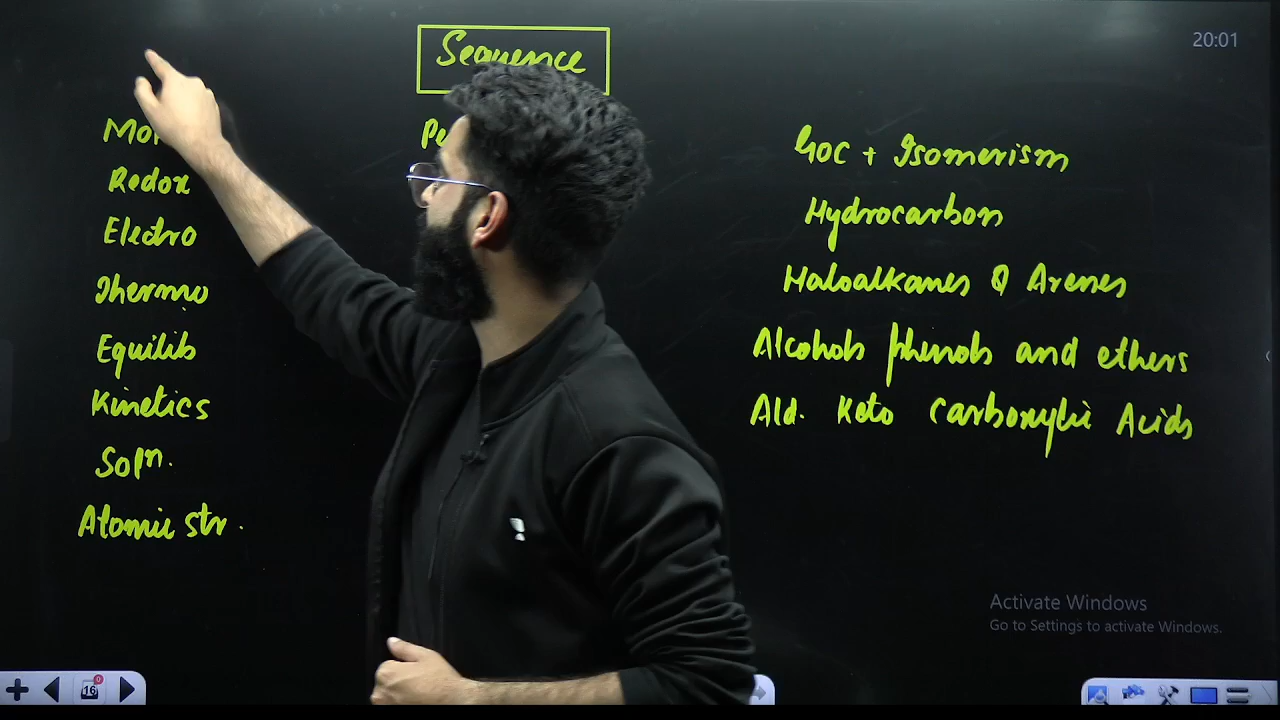 Sequence
20:01
Redox
Electro
Thermo
Equilib
Kinetics
Solⁿ.
Atomic str.
GOC + Isomerism
Hydrocarbon
Haloalkanes & Arenes
Alcohols phenols and ethers
Ald. Keto Carboxylic Acids
Activate Windows
Go to Settings to activate Windows.
16